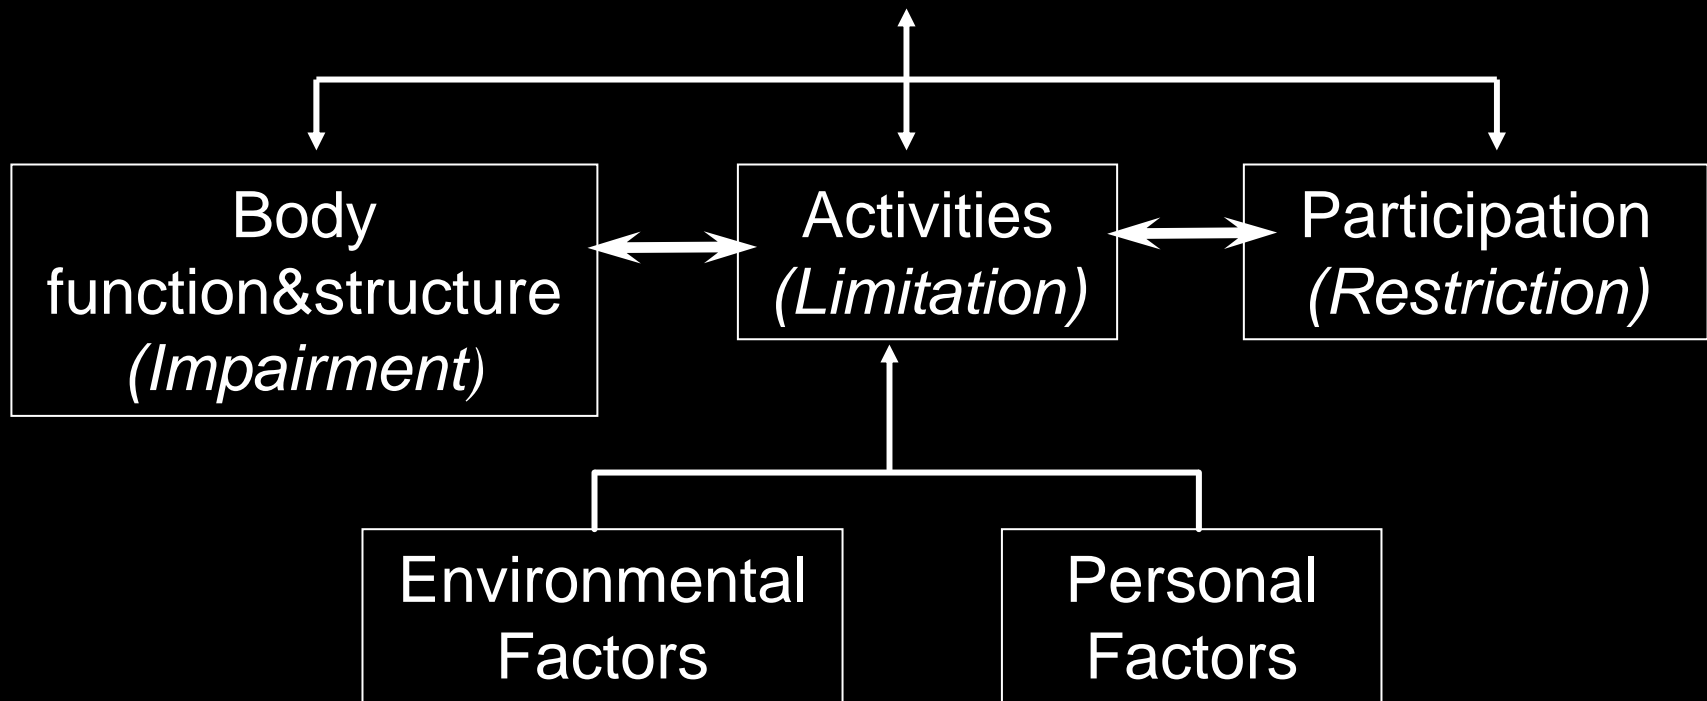 Body
function&structure
(Impairment)
Activities
(Limitation)
Participation
(Restriction)
Environmental
Factors
Personal
Factors